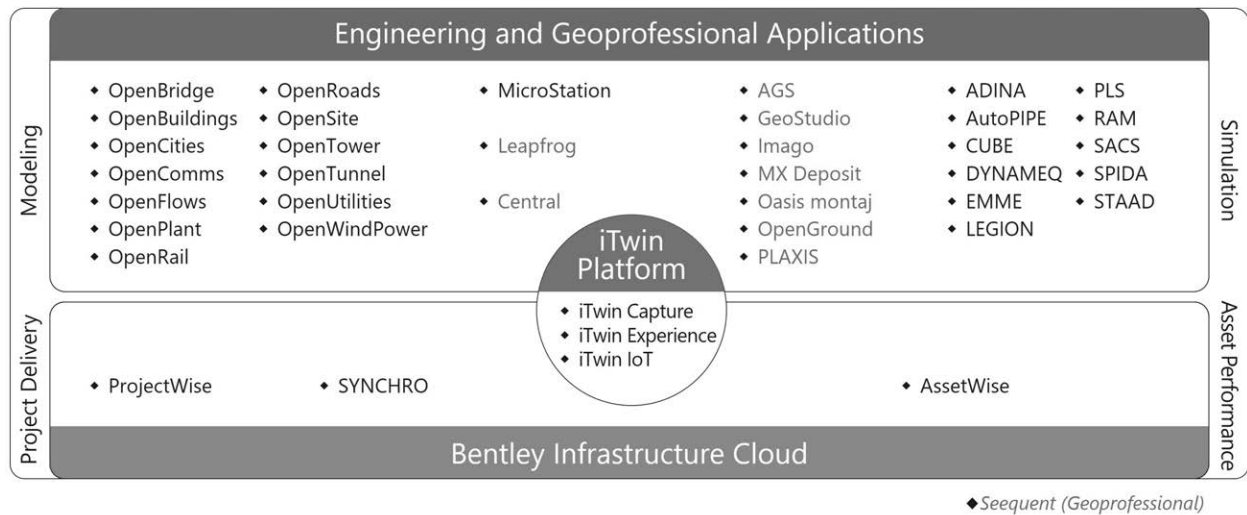 Engineering and Geoprofessional Applications
Modeling
◆ OpenBridge
◆ OpenBuildings
◆ OpenCities
◆ OpenComms
◆ OpenFlows
◆ OpenPlant
◆ OpenRail
◆ OpenRoads
◆ OpenSite
◆ OpenTower
◆ OpenTunnel
◆ OpenUtilities
◆ OpenWindPower
◆ MicroStation
◆ Leapfrog
◆ Central
◆ AGS
◆ GeoStudio
◆ Imago
◆ MX Deposit
◆ Oasis montaj
◆ OpenGround
◆ PLAXIS
◆ ADINA
◆ AutoPIPE
◆ CUBE
◆ DYNAMEQ
◆ EMME
◆ LEGION
◆ PLS
◆ RAM
◆ SACS
◆ SPIDA
◆ STAAD
Simulation
iTwin
Platform
◆ iTwin Capture
◆ iTwin Experience
◆ iTwin IoT
Project Delivery
◆ ProjectWise
◆ SYNCHRO
◆ AssetWise
Asset Performance
Bentley Infrastructure Cloud
◆ Seequent (Geoprofessional)